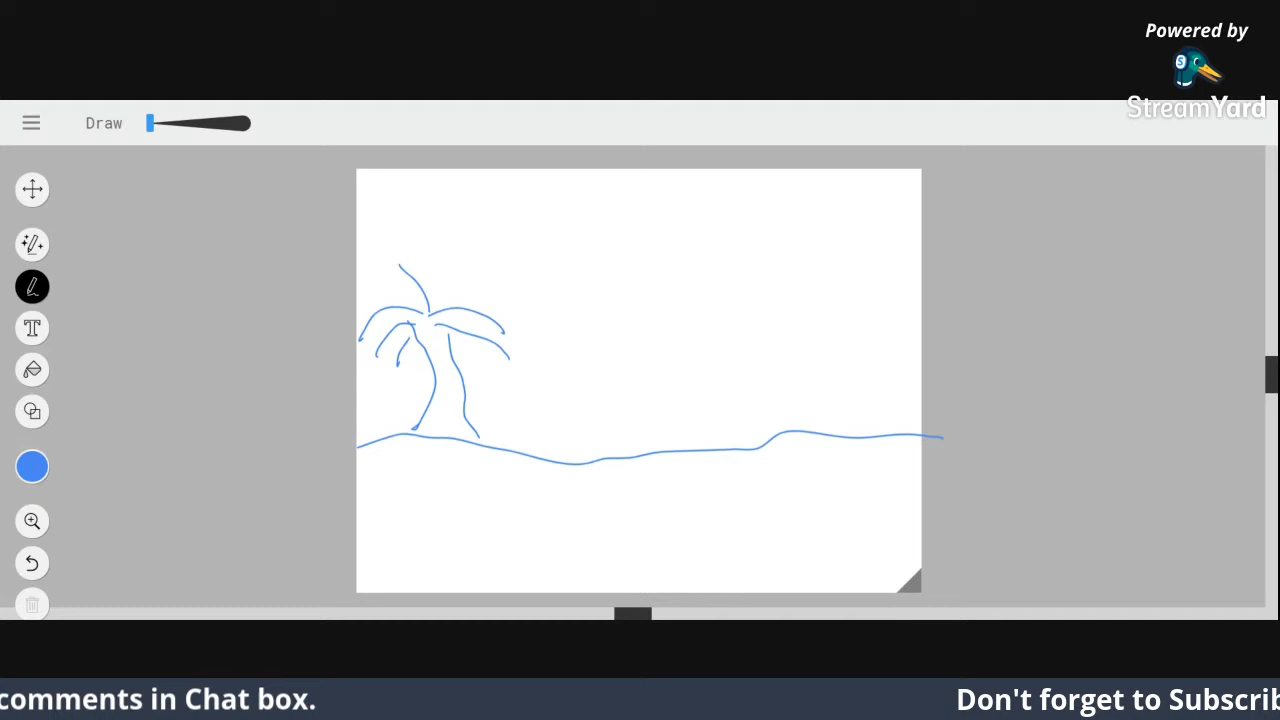 Powered by
StreamYard
Draw
comments in Chat box.
Don't forget to Subscrib